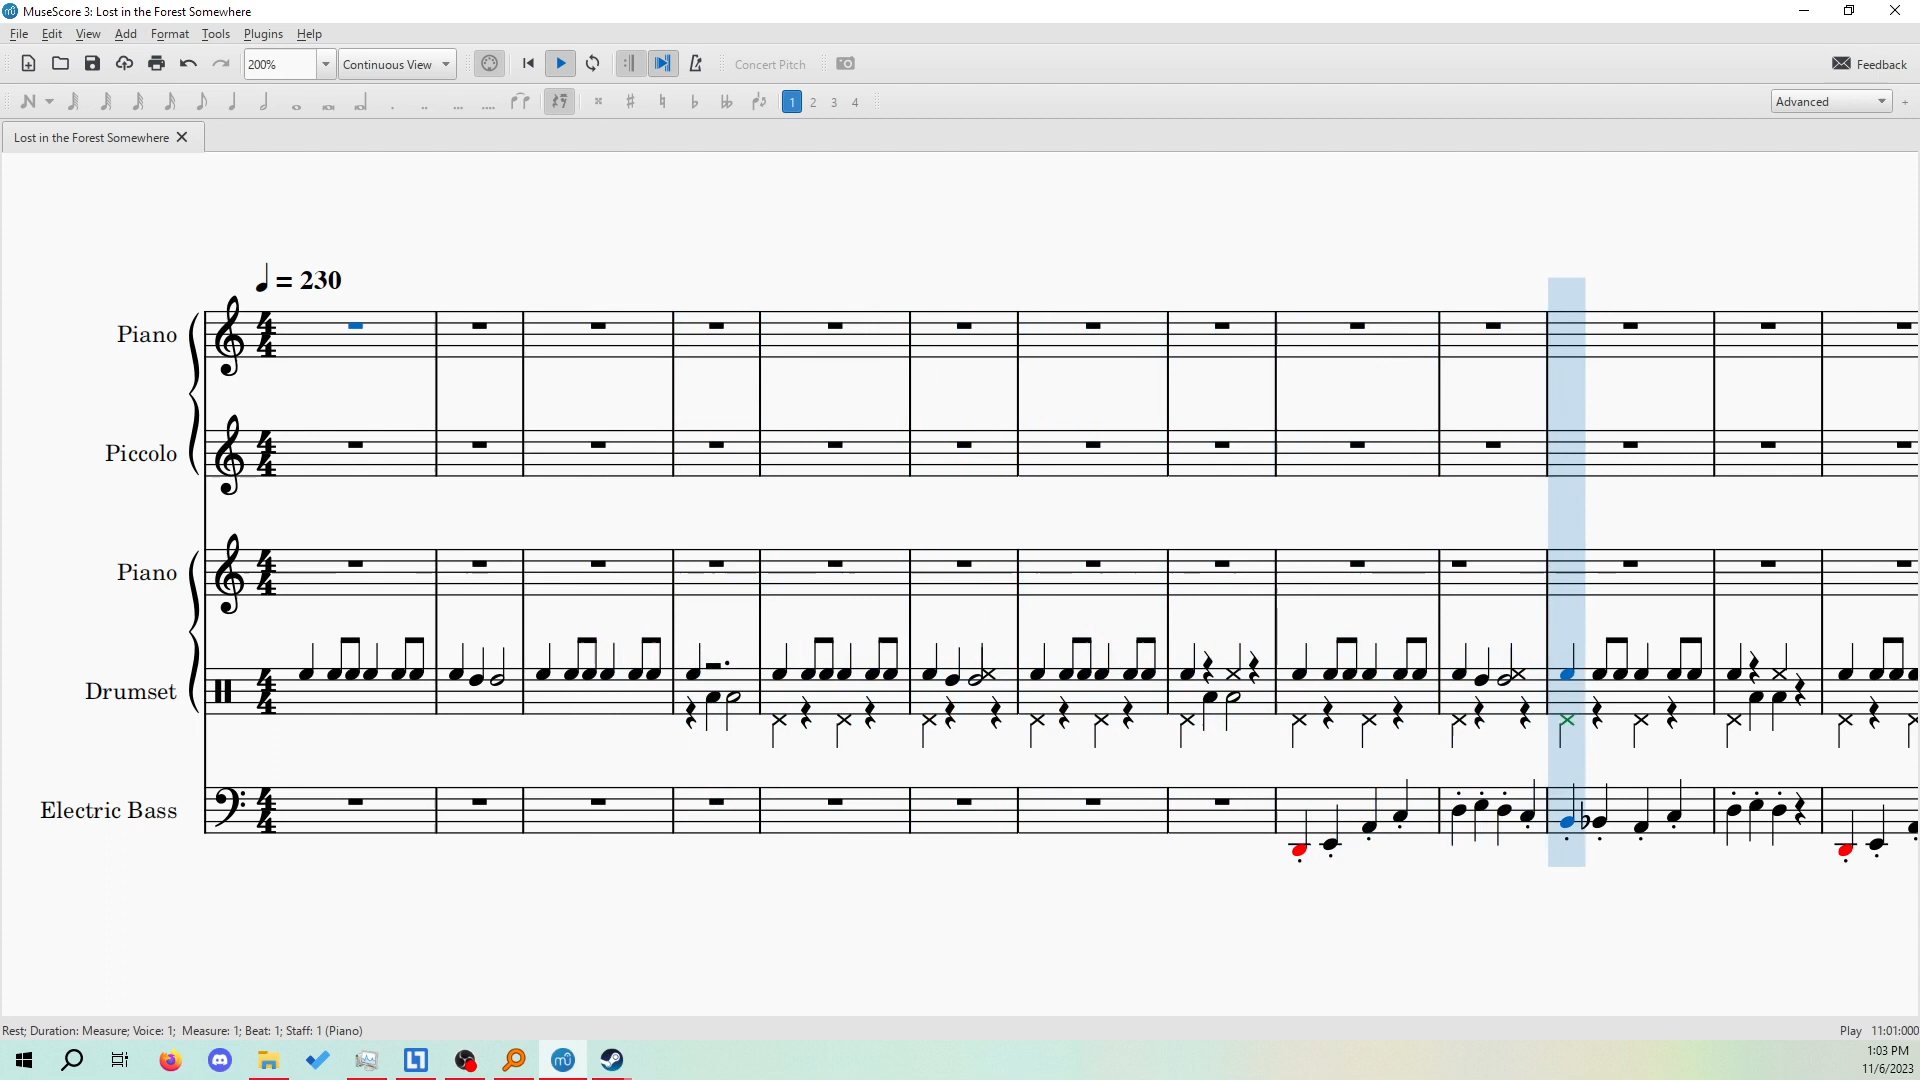 MuseScore 3: Lost in the Forest Somewhere
File Edit View Add Format Tools Plugins Help
200% Continuous View Concert Pitch Feedback
1 2 3 4 Advanced +
Lost in the Forest Somewhere
= 230
Piano
Piccolo
Piano
Drumset
Electric Bass
Rest; Duration: Measure; Voice: 1; Measure: 1; Beat: 1; Staff: 1 (Piano) Play 11:01:000
1:03 PM
11/6/2023